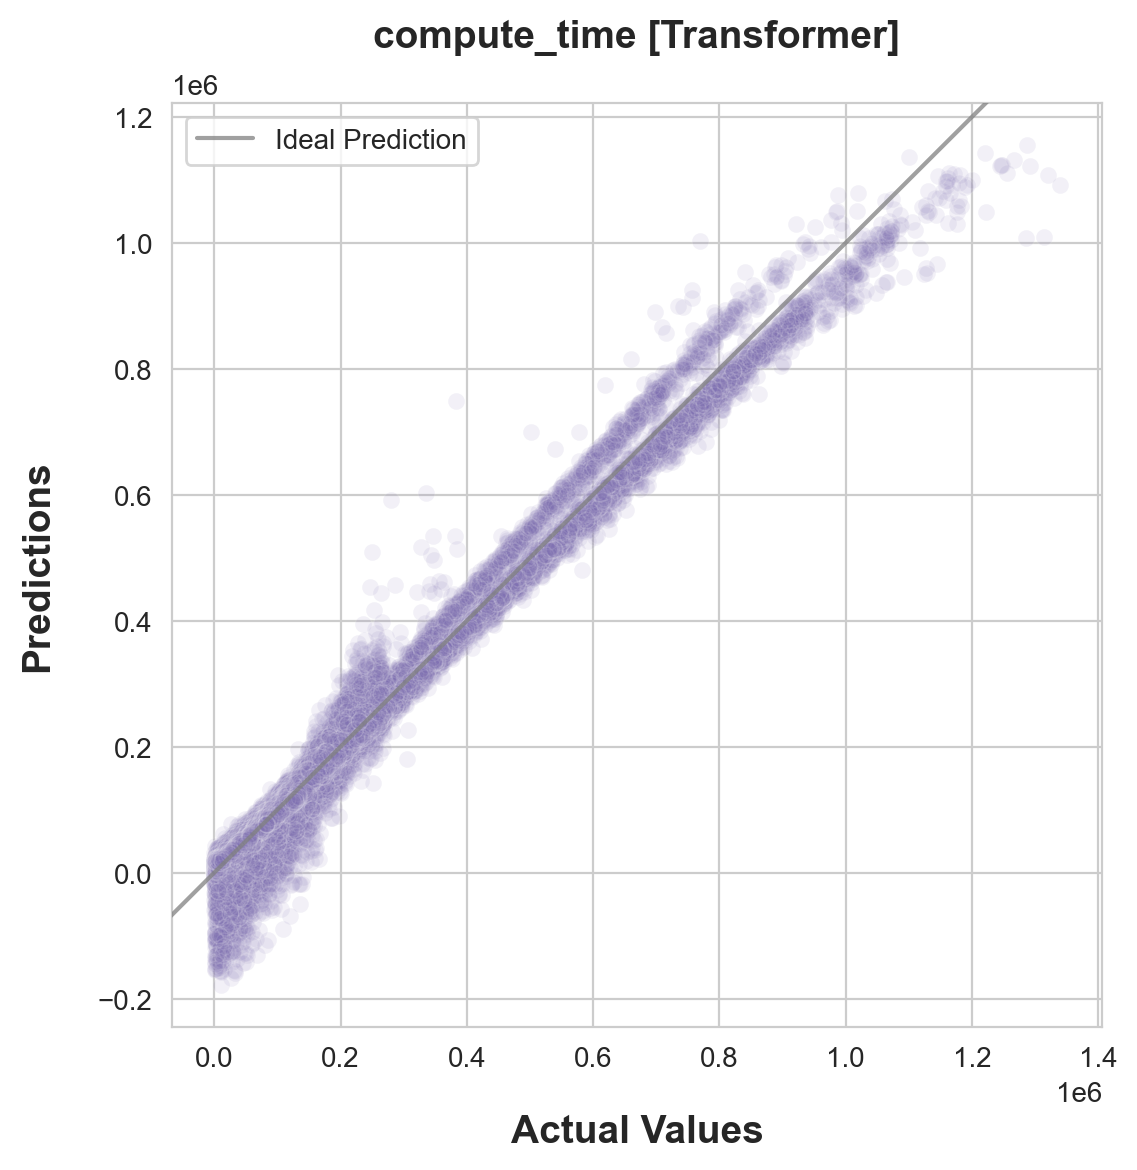 compute_time [Transformer]
1e6
1.2
1.0
0.8
0.6
0.4
0.2
0.0
−0.2
Ideal Prediction
Predictions
0.0 0.2 0.4 0.6 0.8 1.0 1.2 1.4
1e6
Actual Values